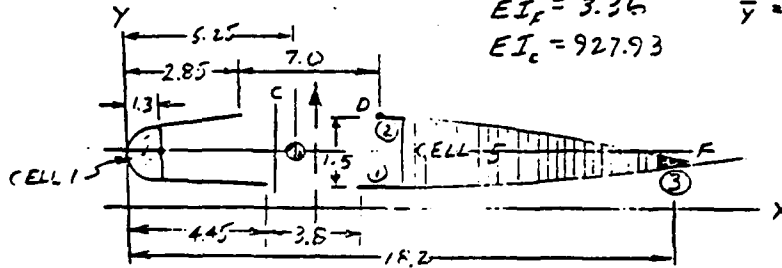 Y
EI_F = 3.36
ȳ =
5.25
EI_c = 927.93
2.85
7.0
1.3
C
D
②
1.5
CELL 5
F
CELL 1
①
③
X
4.45
3.8
18.2